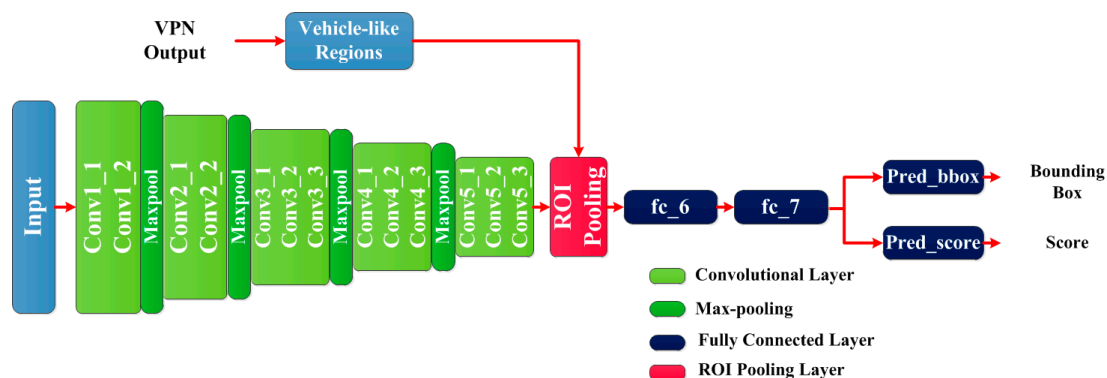 VPN
Output
Vehicle-like
Regions
Input
Conv1_1
Conv1_2
Maxpool
Conv2_1
Conv2_2
Maxpool
Conv3_1
Conv3_2
Conv3_3
Maxpool
Conv4_1
Conv4_2
Conv4_3
Maxpool
Conv5_1
Conv5_2
Conv5_3
ROI
Pooling
fc_6
fc_7
Pred_bbox
Bounding
Box
Pred_score
Score
Convolutional Layer
Max-pooling
Fully Connected Layer
ROI Pooling Layer